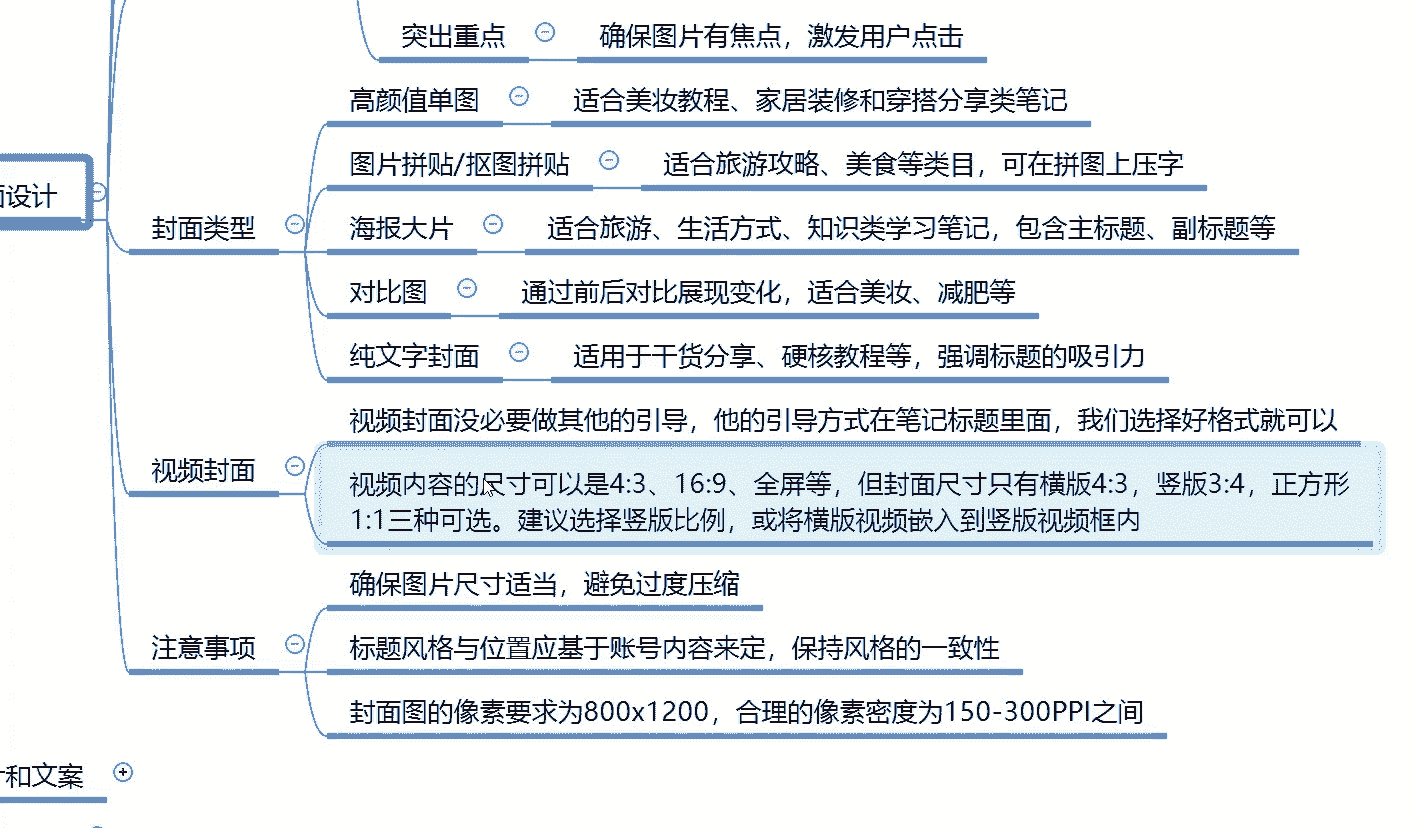 突出重点
确保图片有焦点，激发用户点击
高颜值单图
适合美妆教程、家居装修和穿搭分享类笔记
图片拼贴/抠图拼贴
适合旅游攻略、美食等类目，可在拼图上压字
面设计
封面类型
海报大片
适合旅游、生活方式、知识类学习笔记，包含主标题、副标题等
对比图
通过前后对比展现变化，适合美妆、减肥等
纯文字封面
适用于干货分享、硬核教程等，强调标题的吸引力
视频封面
视频封面没必要做其他的引导，他的引导方式在笔记标题里面，我们选择好格式就可以
视频内容的尺寸可以是4:3、16:9、全屏等，但封面尺寸只有横版4:3，竖版3:4，正方形
1:1三种可选。建议选择竖版比例，或将横版视频嵌入到竖版视频框内
注意事项
确保图片尺寸适当，避免过度压缩
标题风格与位置应基于账号内容来定，保持风格的一致性
封面图的像素要求为800x1200，合理的像素密度为150-300PPI之间
和文案